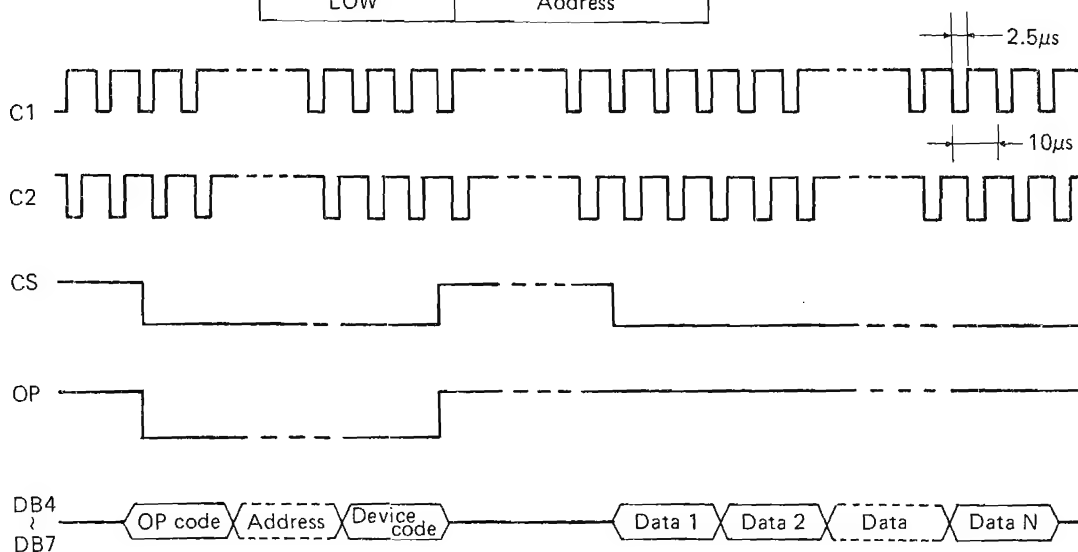 LOW Address
2.5μs
C1
10μs
C2
CS
OP
DB4
≀
DB7
OP code Address Device code Data 1 Data 2 Data Data N